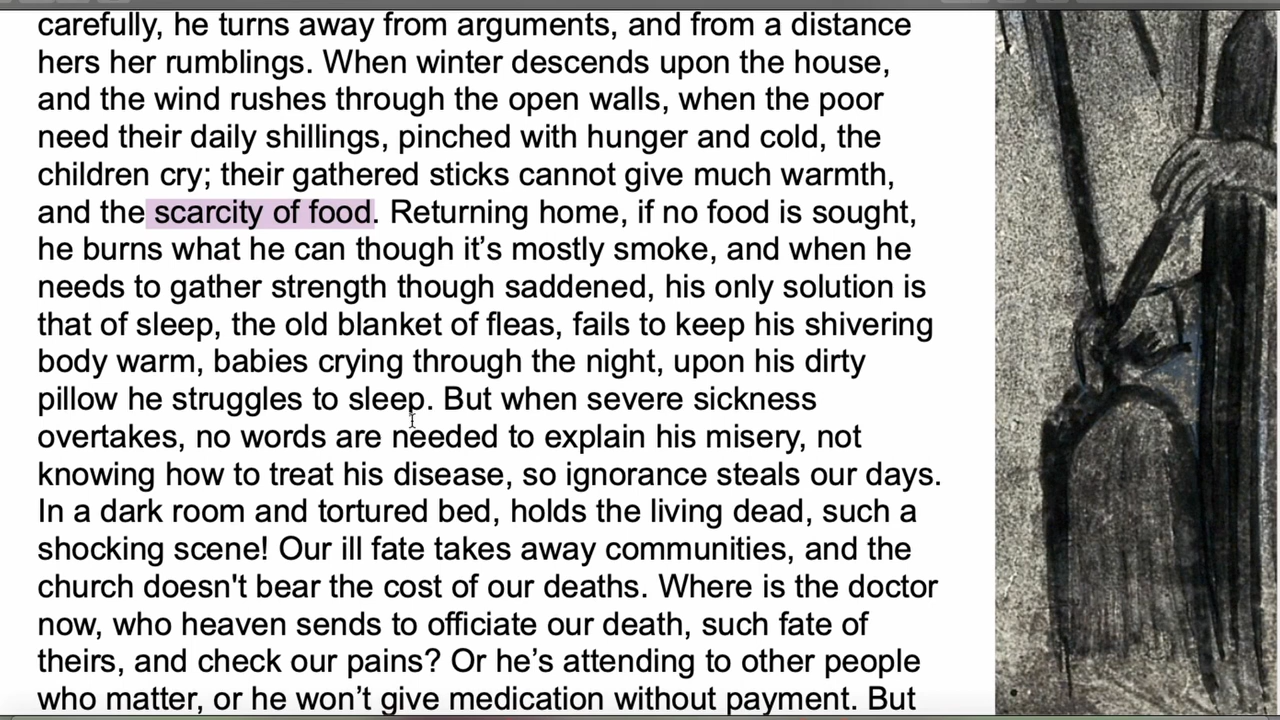 carefully, he turns away from arguments, and from a distance
hers her rumblings. When winter descends upon the house,
and the wind rushes through the open walls, when the poor
need their daily shillings, pinched with hunger and cold, the
children cry; their gathered sticks cannot give much warmth,
and the scarcity of food. Returning home, if no food is sought,
he burns what he can though it’s mostly smoke, and when he
needs to gather strength though saddened, his only solution is
that of sleep, the old blanket of fleas, fails to keep his shivering
body warm, babies crying through the night, upon his dirty
pillow he struggles to sleep. But when severe sickness
overtakes, no words are needed to explain his misery, not
knowing how to treat his disease, so ignorance steals our days.
In a dark room and tortured bed, holds the living dead, such a
shocking scene! Our ill fate takes away communities, and the
church doesn't bear the cost of our deaths. Where is the doctor
now, who heaven sends to officiate our death, such fate of
theirs, and check our pains? Or he’s attending to other people
who matter, or he won’t give medication without payment. But